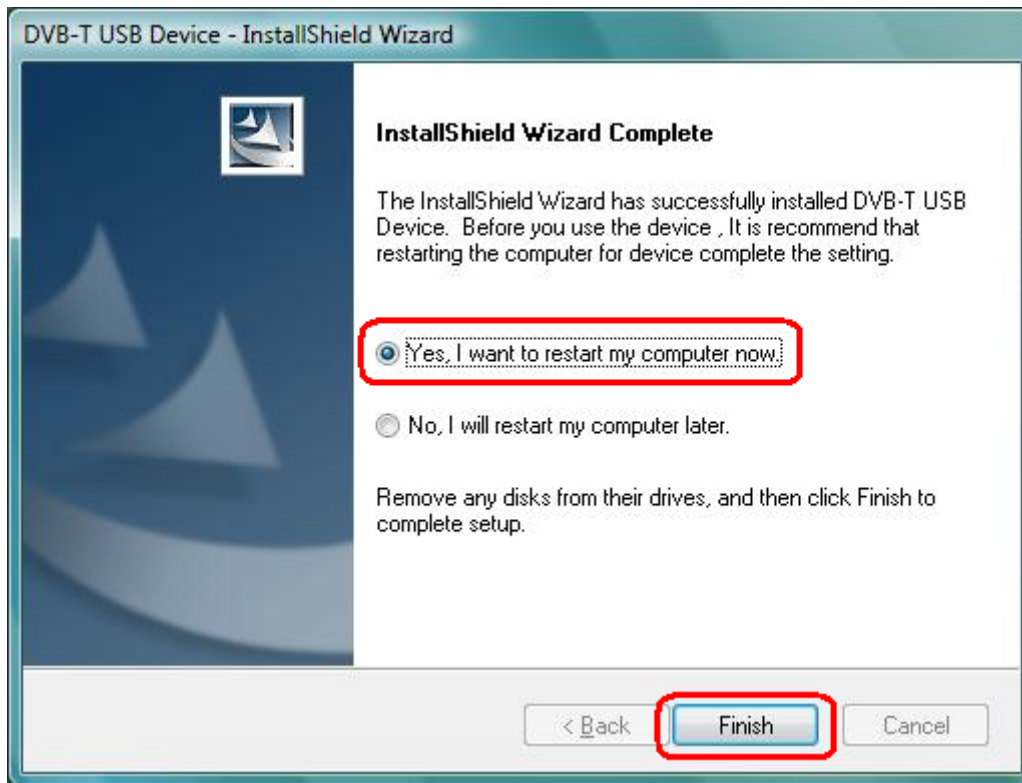 DVB-T USB Device - InstallShield Wizard
InstallShield Wizard Complete
The InstallShield Wizard has successfully installed DVB-T USB
Device.  Before you use the device , It is recommend that
restarting the computer for device complete the setting.
Yes, I want to restart my computer now.
No, I will restart my computer later.
Remove any disks from their drives, and then click Finish to
complete setup.
< Back
Finish
Cancel